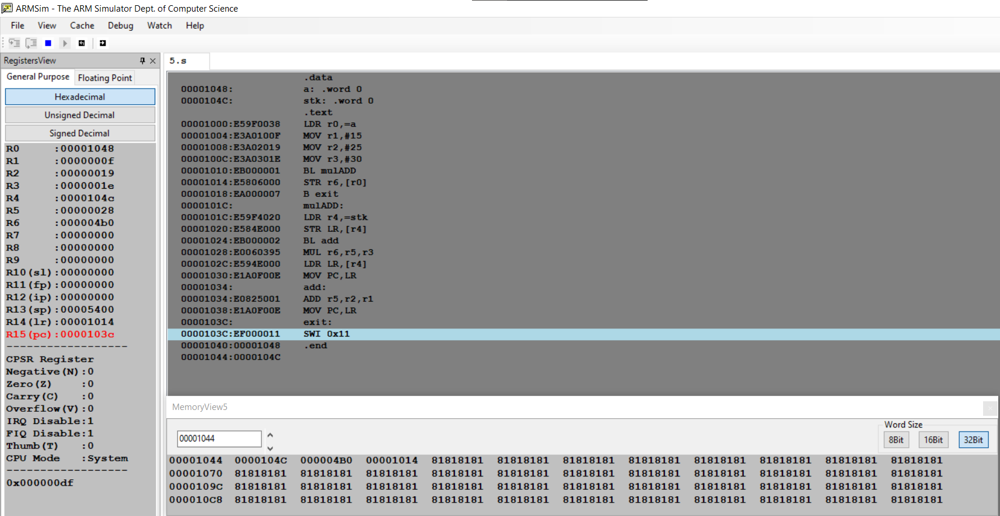 ARMSim - The ARM Simulator Dept. of Computer Science
File View Cache Debug Watch Help
RegistersView
General Purpose Floating Point
Hexadecimal
Unsigned Decimal
Signed Decimal
R0 :00001048
R1 :0000000f
R2 :00000019
R3 :0000001e
R4 :0000104c
R5 :00000028
R6 :000004b0
R7 :00000000
R8 :00000000
R9 :00000000
R10(sl):00000000
R11(fp):00000000
R12(ip):00000000
R13(sp):00005400
R14(lr):00001014
R15(pc):0000103c
------------------
CPSR Register
Negative(N):0
Zero(Z) :0
Carry(C) :0
Overflow(V):0
IRQ Disable:1
FIQ Disable:1
Thumb(T) :0
CPU Mode :System
------------------
0x000000df
5.s
.data
00001048: a: .word 0
0000104C: stk: .word 0
.text
00001000:E59F0038 LDR r0,=a
00001004:E3A0100F MOV r1,#15
00001008:E3A02019 MOV r2,#25
0000100C:E3A0301E MOV r3,#30
00001010:EB000001 BL mulADD
00001014:E5806000 STR r6,[r0]
00001018:EA000007 B exit
0000101C: mulADD:
0000101C:E59F4020 LDR r4,=stk
00001020:E584E000 STR LR,[r4]
00001024:EB000002 BL add
00001028:E0060395 MUL r6,r5,r3
0000102C:E594E000 LDR LR,[r4]
00001030:E1A0F00E MOV PC,LR
00001034: add:
00001034:E0825001 ADD r5,r2,r1
00001038:E1A0F00E MOV PC,LR
0000103C: exit:
0000103C:EF000011 SWI 0x11
00001040:00001048 .end
00001044:0000104C
MemoryView5
00001044
Word Size
8Bit 16Bit 32Bit
00001044 0000104C 000004B0 00001014 81818181 81818181 81818181 81818181 81818181 81818181 81818181 81818181
00001070 81818181 81818181 81818181 81818181 81818181 81818181 81818181 81818181 81818181 81818181 81818181
0000109C 81818181 81818181 81818181 81818181 81818181 81818181 81818181 81818181 81818181 81818181 81818181
000010C8 81818181 81818181 81818181 81818181 81818181 81818181 81818181 81818181 81818181 81818181 81818181